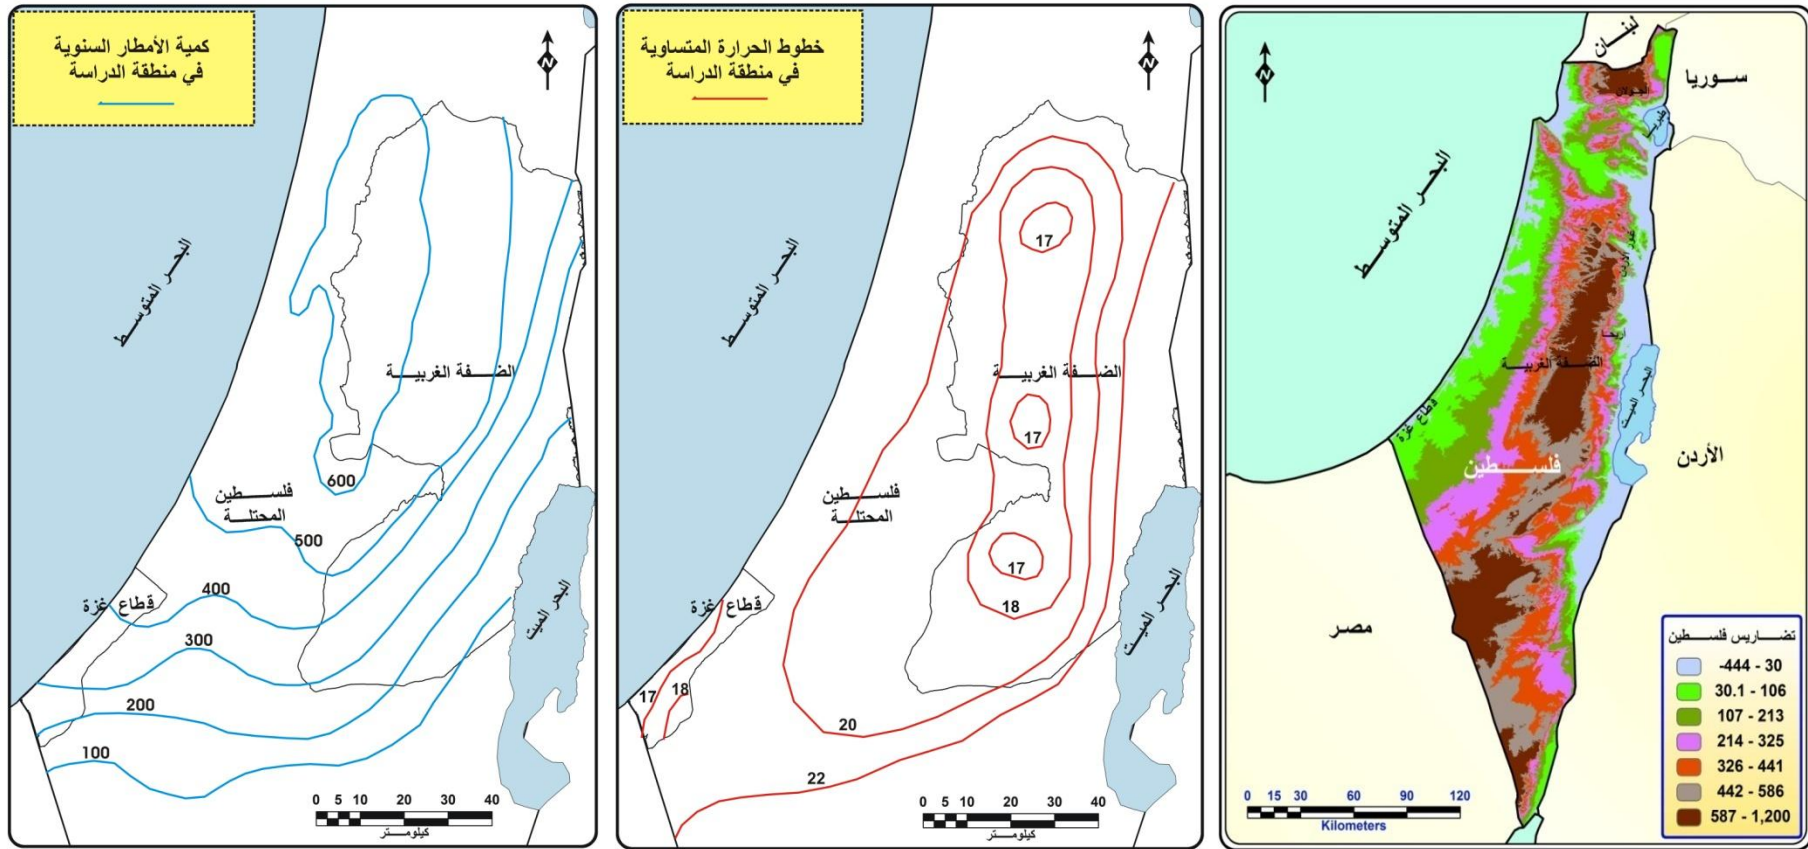 كمية الأمطار السنوية
في منطقة الدراسة
N
البحر المتوسط
الضفة الغربية
600
فلسطين
المحتلة
500
400
قطاع غزة
300
200
100
البحر الميت
0 5 10 20 30 40
كيلومتر
خطوط الحرارة المتساوية
في منطقة الدراسة
N
البحر المتوسط
17
الضفة الغربية
17
فلسطين
المحتلة
17
18
قطاع غزة
17
18
20
22
البحر الميت
0 5 10 20 30 40
كيلومتر
لبنان
N
سوريا
الجولان
طبريا
البحر المتوسط
أريحا
الضفة الغربية
البحر الميت
قطاع غزة
فلسطين
الأردن
مصر
تضاريس فلسطين
-444 - 30
30.1 - 106
107 - 213
214 - 325
326 - 441
442 - 586
587 - 1,200
0 15 30 60 90 120
Kilometers